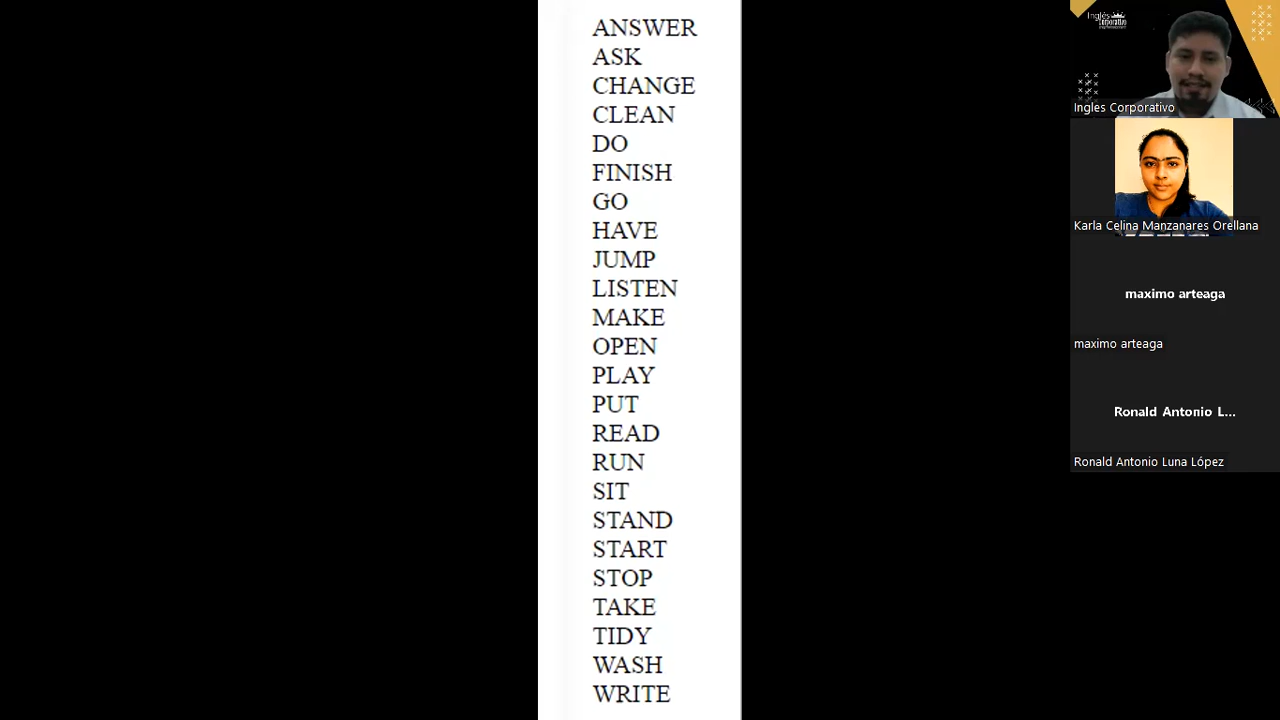 ANSWER
ASK
CHANGE
CLEAN
DO
FINISH
GO
HAVE
JUMP
LISTEN
MAKE
OPEN
PLAY
PUT
READ
RUN
SIT
STAND
START
STOP
TAKE
TIDY
WASH
WRITE
Inglés
Corporativo
Ingles Corporativo
Karla Celina Manzanares Orellana
maximo arteaga
maximo arteaga
Ronald Antonio L...
Ronald Antonio Luna López